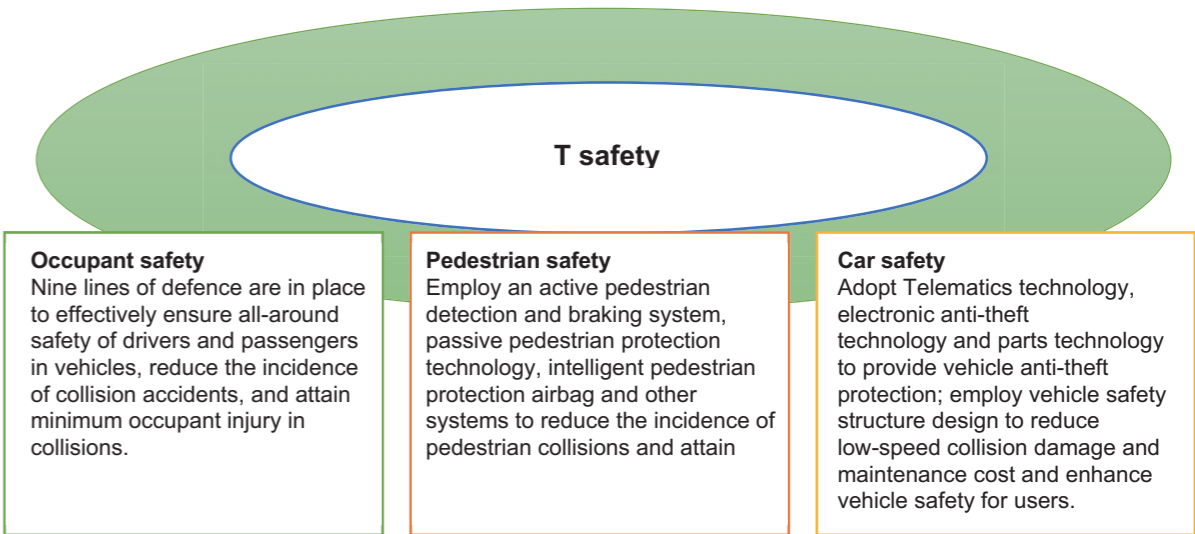 T safety
Occupant safety
Nine lines of defence are in place
to effectively ensure all-around
safety of drivers and passengers
in vehicles, reduce the incidence
of collision accidents, and attain
minimum occupant injury in
collisions.
Pedestrian safety
Employ an active pedestrian
detection and braking system,
passive pedestrian protection
technology, intelligent pedestrian
protection airbag and other
systems to reduce the incidence of
pedestrian collisions and attain
Car safety
Adopt Telematics technology,
electronic anti-theft
technology and parts technology
to provide vehicle anti-theft
protection; employ vehicle safety
structure design to reduce
low-speed collision damage and
maintenance cost and enhance
vehicle safety for users.